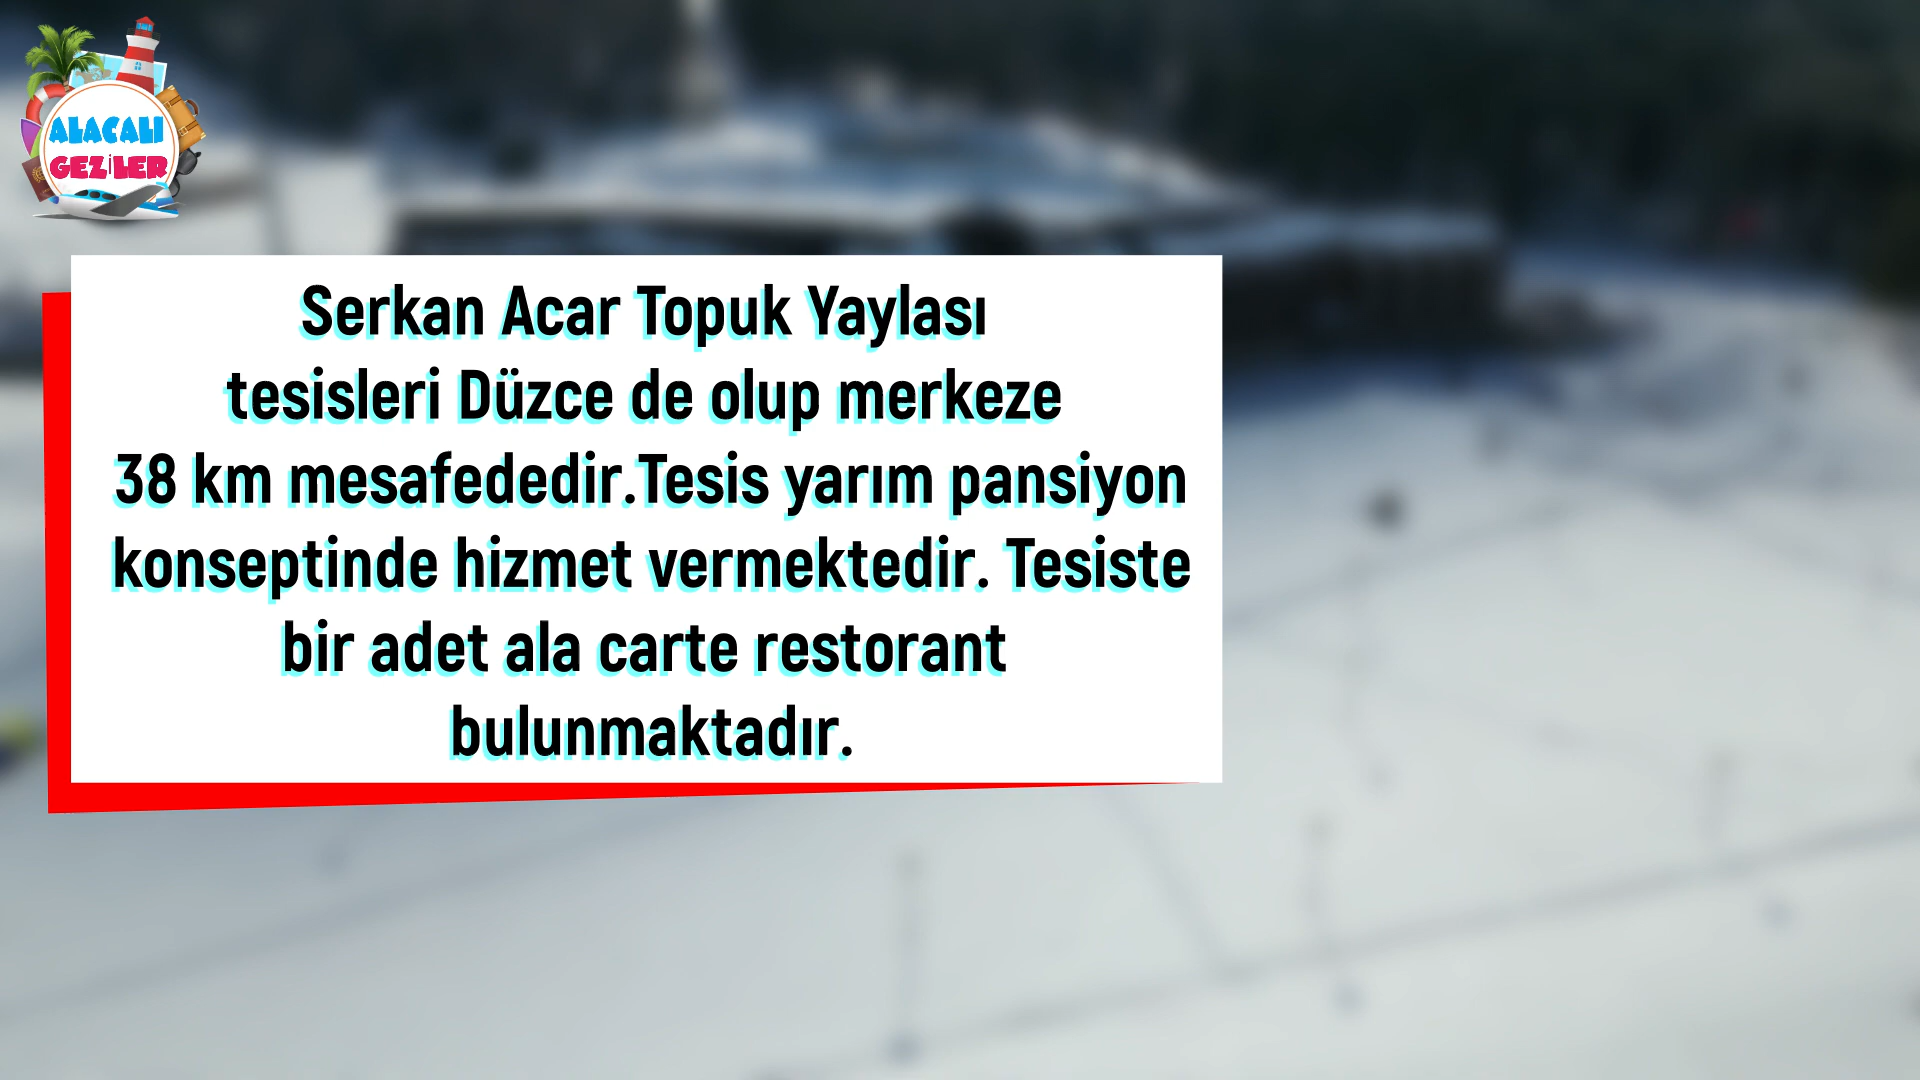 ALACALI
GEZİLER
Serkan Acar Topuk Yaylası
tesisleri Düzce de olup merkeze
38 km mesafededir.Tesis yarım pansiyon
konseptinde hizmet vermektedir. Tesiste
bir adet ala carte restorant
bulunmaktadır.